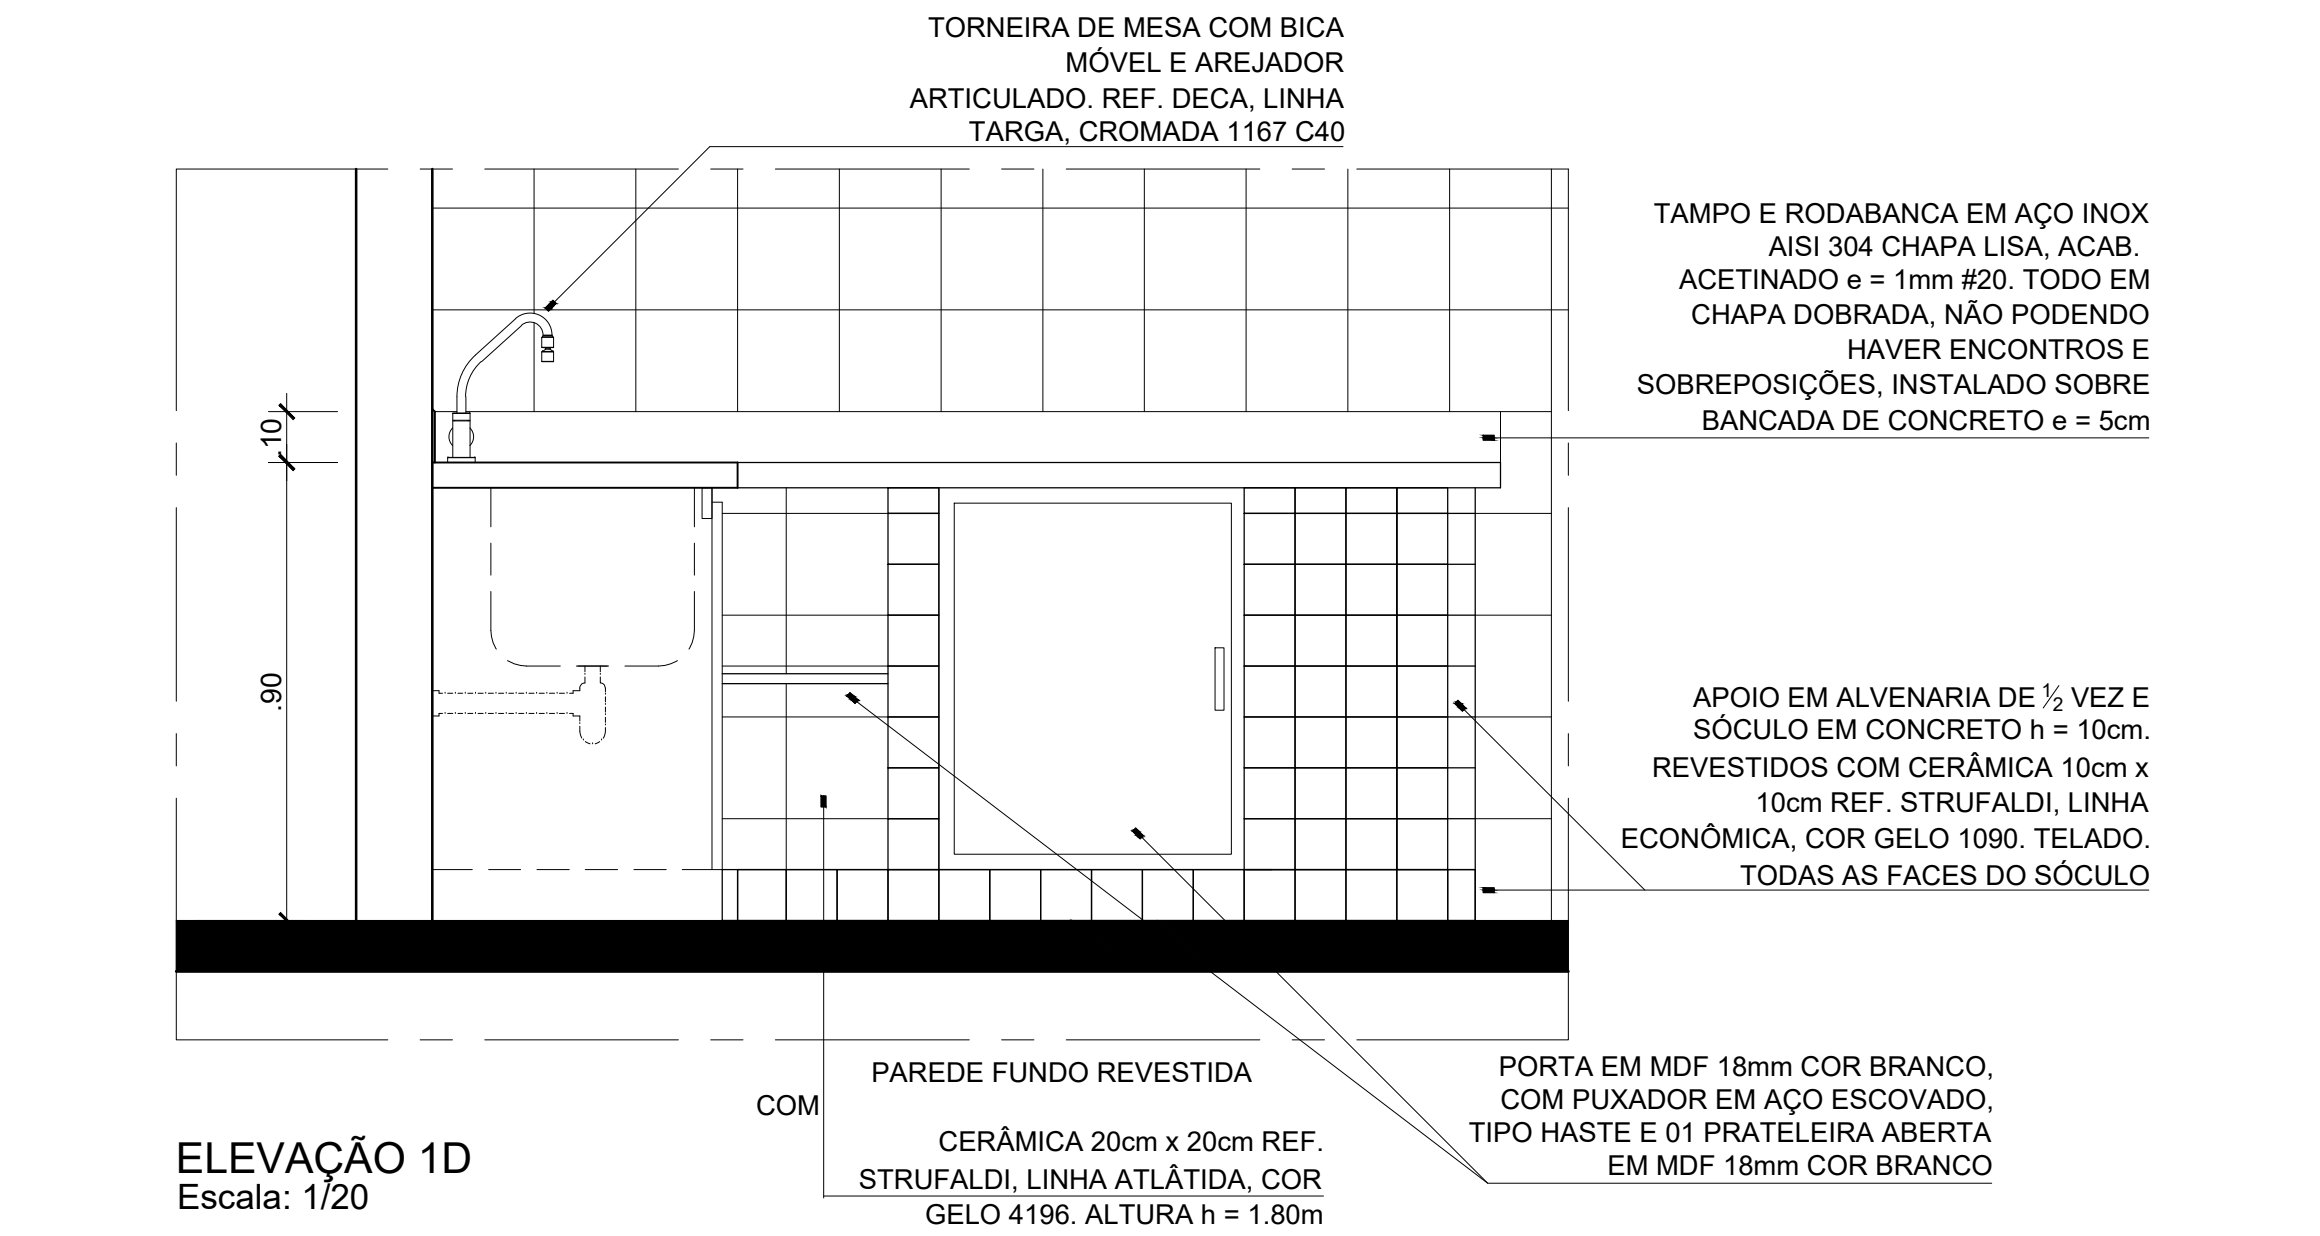 TORNEIRA DE MESA COM BICA
MÓVEL E AREJADOR
ARTICULADO. REF. DECA, LINHA
TARGA, CROMADA 1167 C40
TAMPO E RODABANCA EM AÇO INOX
AISI 304 CHAPA LISA, ACAB.
ACETINADO e = 1mm #20. TODO EM
CHAPA DOBRADA, NÃO PODENDO
HAVER ENCONTROS E
SOBREPOSIÇÕES, INSTALADO SOBRE
BANCADA DE CONCRETO e = 5cm
.10
.90
APOIO EM ALVENARIA DE ½ VEZ E
SÓCULO EM CONCRETO h = 10cm.
REVESTIDOS COM CERÂMICA 10cm x
10cm REF. STRUFALDI, LINHA
ECONÔMICA, COR GELO 1090. TELADO.
TODAS AS FACES DO SÓCULO
PAREDE FUNDO REVESTIDA
COM
CERÂMICA 20cm x 20cm REF.
STRUFALDI, LINHA ATLÂTIDA, COR
GELO 4196. ALTURA h = 1.80m
PORTA EM MDF 18mm COR BRANCO,
COM PUXADOR EM AÇO ESCOVADO,
TIPO HASTE E 01 PRATELEIRA ABERTA
EM MDF 18mm COR BRANCO
ELEVAÇÃO 1D
Escala: 1/20